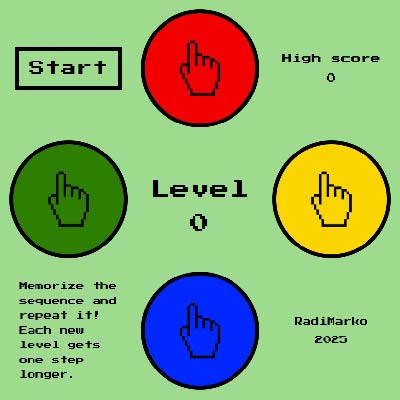 Start
High score
0
Level
0
Memorize the
sequence and
repeat it!
Each new
level gets
one step
longer.
RadiMarko
2025